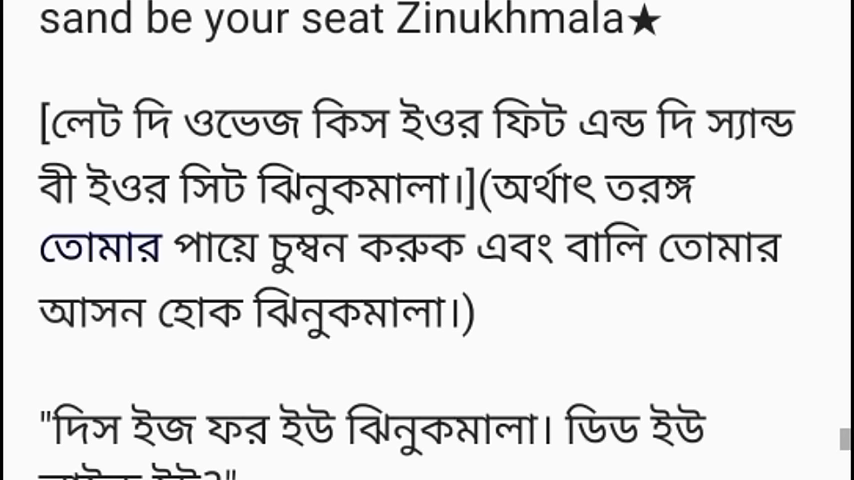 sand be your seat Zinukhmala★
[লেট দি ওভেজ কিস ইওর ফিট এন্ড দি স্যান্ড
বী ইওর সিট ঝিনুকমালা।](অর্থাৎ তরঙ্গ
তোমার পায়ে চুম্বন করুক এবং বালি তোমার
আসন হোক ঝিনুকমালা।)
"দিস ইজ ফর ইউ ঝিনুকমালা। ডিড ইউ